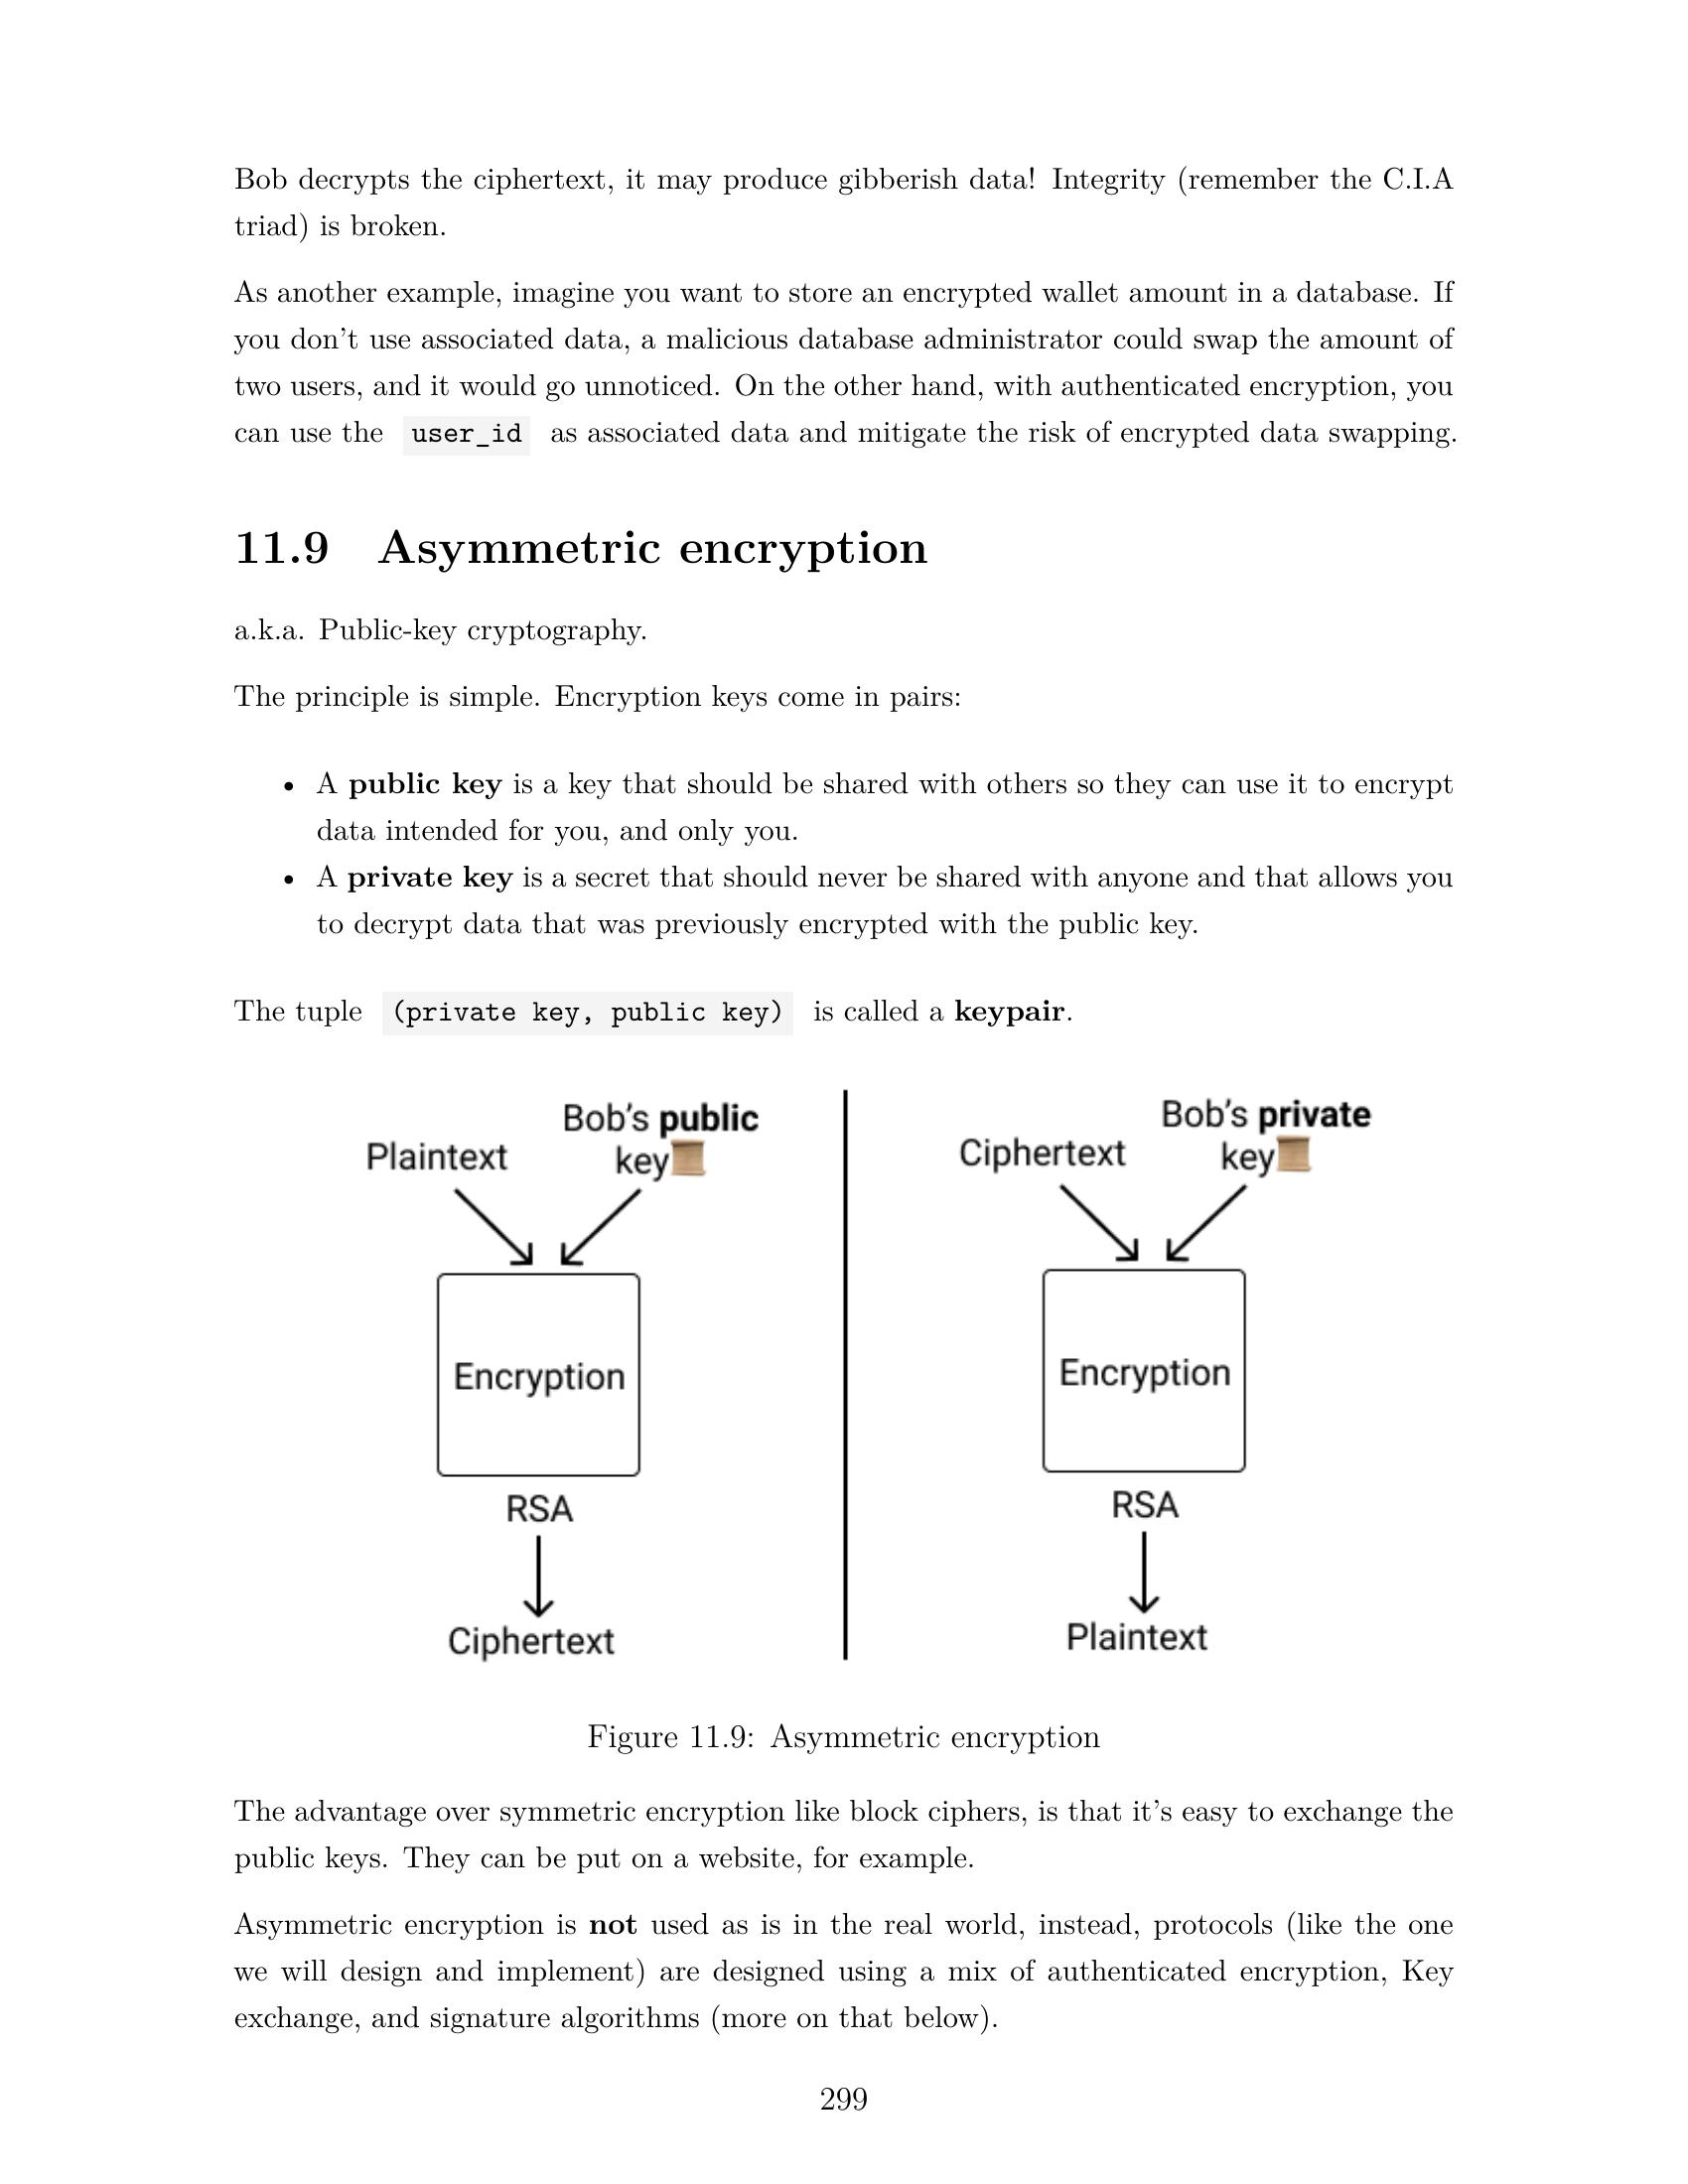 Bob decrypts the ciphertext, it may produce gibberish data! Integrity (remember the C.I.A
triad) is broken.
As another example, imagine you want to store an encrypted wallet amount in a database. If
you don't use associated data, a malicious database administrator could swap the amount of
two users, and it would go unnoticed. On the other hand, with authenticated encryption, you
can use the user_id as associated data and mitigate the risk of encrypted data swapping.
11.9 Asymmetric encryption
a.k.a. Public-key cryptography.
The principle is simple. Encryption keys come in pairs:
• A public key is a key that should be shared with others so they can use it to encrypt
data intended for you, and only you.
• A private key is a secret that should never be shared with anyone and that allows you
to decrypt data that was previously encrypted with the public key.
The tuple (private key, public key) is called a keypair.
Plaintext
Bob's public
key
Encryption
RSA
Ciphertext
Ciphertext
Bob's private
key
Encryption
RSA
Plaintext
Figure 11.9: Asymmetric encryption
The advantage over symmetric encryption like block ciphers, is that it's easy to exchange the
public keys. They can be put on a website, for example.
Asymmetric encryption is not used as is in the real world, instead, protocols (like the one
we will design and implement) are designed using a mix of authenticated encryption, Key
exchange, and signature algorithms (more on that below).
299